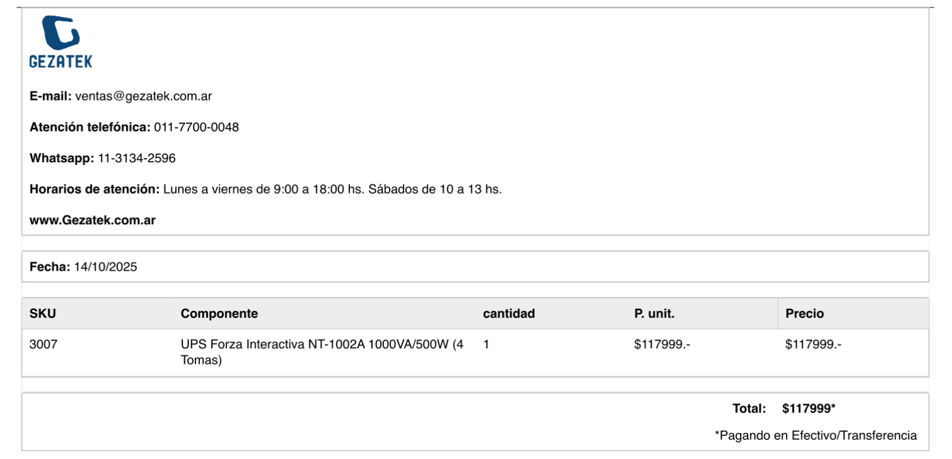 GEZATEK
E-mail: ventas@gezatek.com.ar
Atención telefónica: 011-7700-0048
Whatsapp: 11-3134-2596
Horarios de atención: Lunes a viernes de 9:00 a 18:00 hs. Sábados de 10 a 13 hs.
www.Gezatek.com.ar
Fecha: 14/10/2025
SKU Componente cantidad P. unit. Precio
3007 UPS Forza Interactiva NT-1002A 1000VA/500W (4 1 $117999.- $117999.-
Tomas)
Total: $117999*
*Pagando en Efectivo/Transferencia